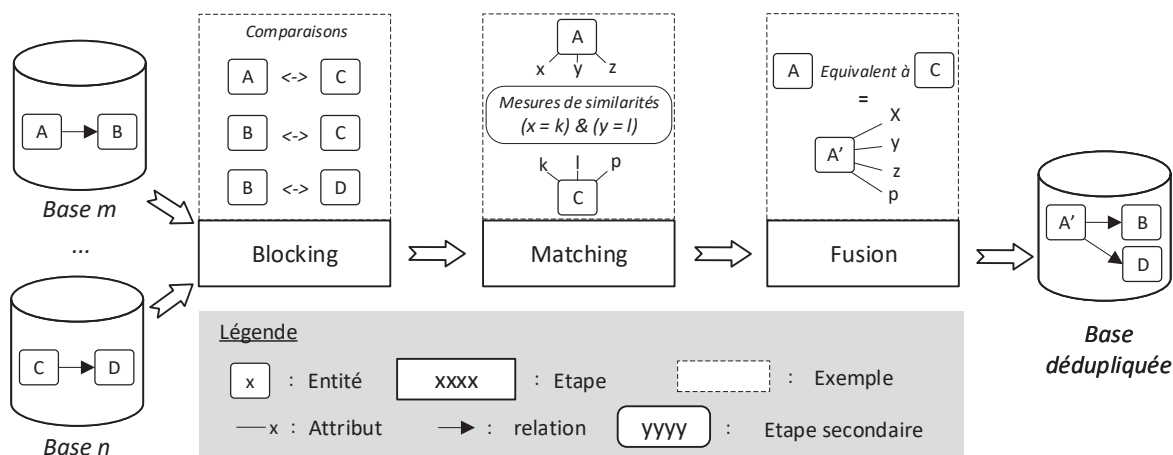 A B
Base m
...
C D
Base n
Comparaisons
A <-> C
B <-> C
B <-> D
Blocking
A
x y z
Mesures de similarités
(x = k) & (y = l)
k l p
C
Matching
A Equivalent à C
=
A’
X
y
z
p
Fusion
A’ B
D
Base
dédupliquée
Légende
x : Entité
xxxx : Etape
: Exemple
x : Attribut
: relation
yyyy : Etape secondaire